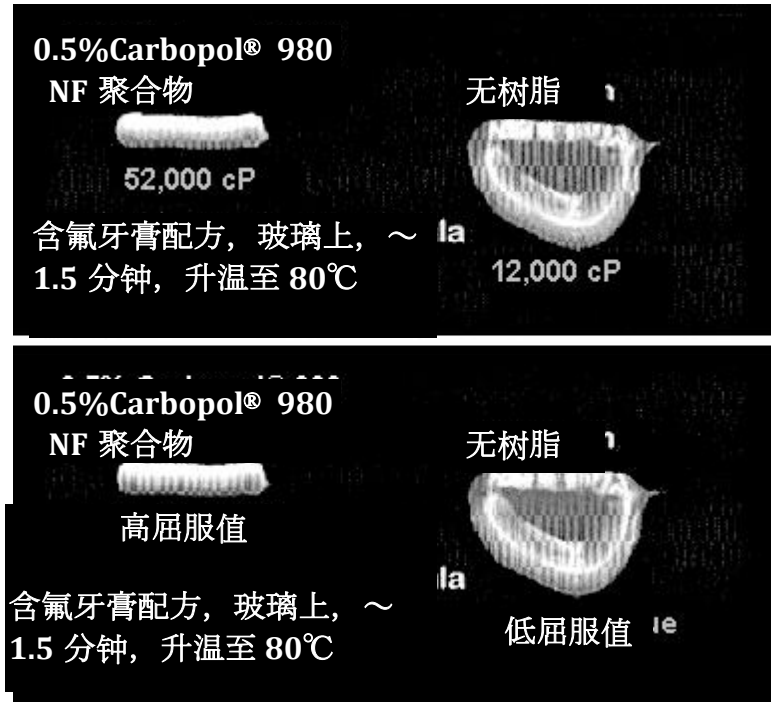 0.5%Carbopol® 980
NF 聚合物
无树脂
52,000 cP
含氟牙膏配方，玻璃上，～
1.5 分钟，升温至 80℃
la
12,000 cP
0.5%Carbopol® 980
NF 聚合物
无树脂
高屈服值
la
含氟牙膏配方，玻璃上，～
1.5 分钟，升温至 80℃
低屈服值 ue